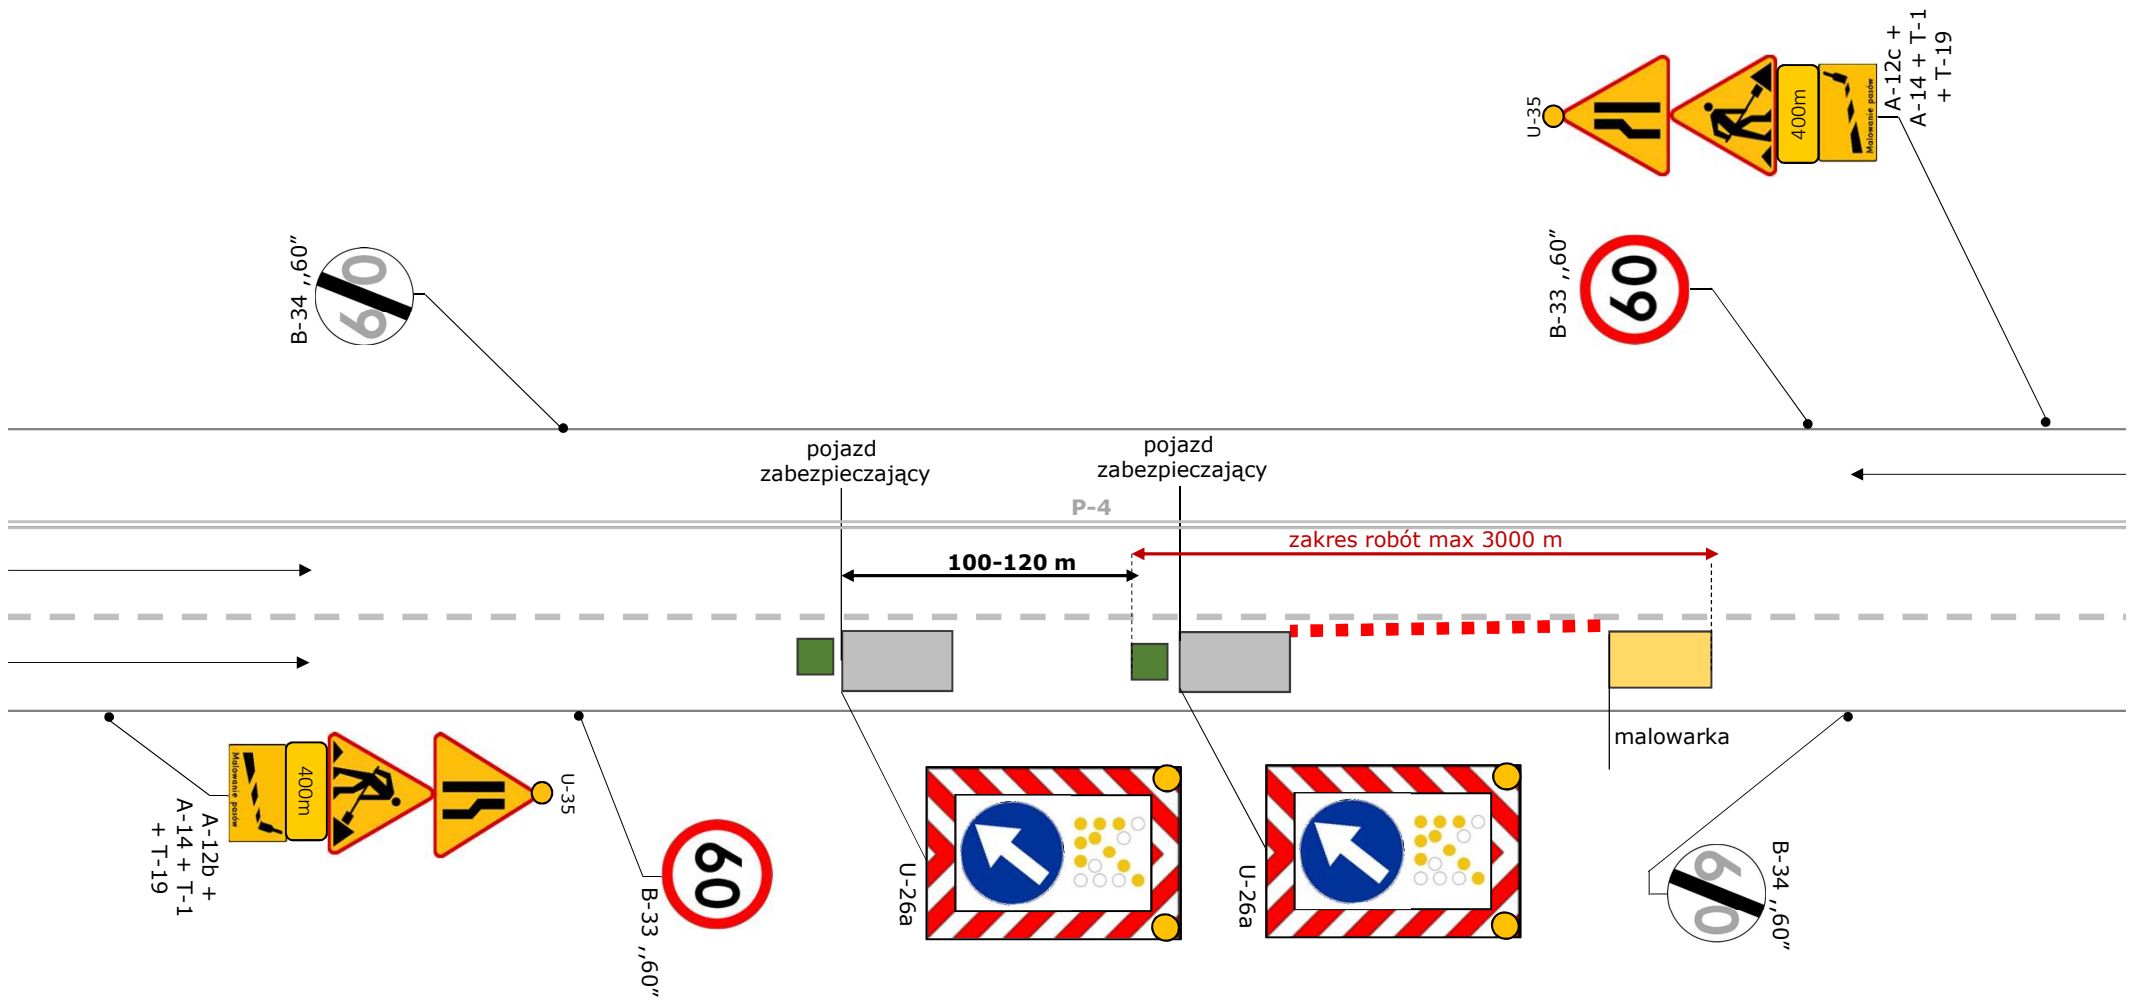 A-12c +
A-14 + T-1
+ T-19
U-35
400m
Malowanie pasów
B-34 ,,60”
60
B-33 ,,60”
60
pojazd
zabezpieczający
pojazd
zabezpieczający
P-4
zakres robót max 3000 m
100-120 m
malowarka
Malowanie pasów
400m
U-35
A-12b +
A-14 + T-1
+ T-19
60
B-33 ,,60”
U-26a
U-26a
60
B-34 ,,60”